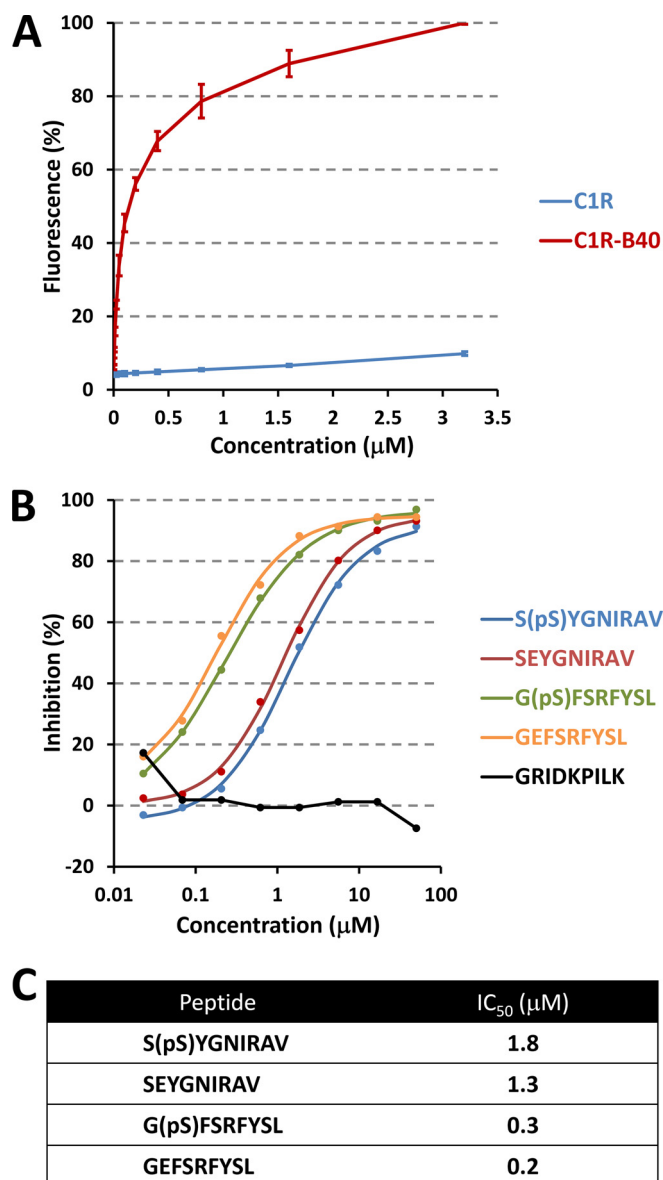 A
100
80
60
40
20
0
Fluorescence (%)
0 0.5 1 1.5 2 2.5 3 3.5
Concentration (μM)
C1R
C1R-B40
B
100
80
60
40
20
0
-20
Inhibition (%)
0.01 0.1 1 10 100
Concentration (μM)
S(pS)YGNIRAV
SEYGNIRAV
G(pS)FSRFYSL
GEFSRFYSL
GRIDKPILK
C
Peptide IC50 (μM)
S(pS)YGNIRAV 1.8
SEYGNIRAV 1.3
G(pS)FSRFYSL 0.3
GEFSRFYSL 0.2